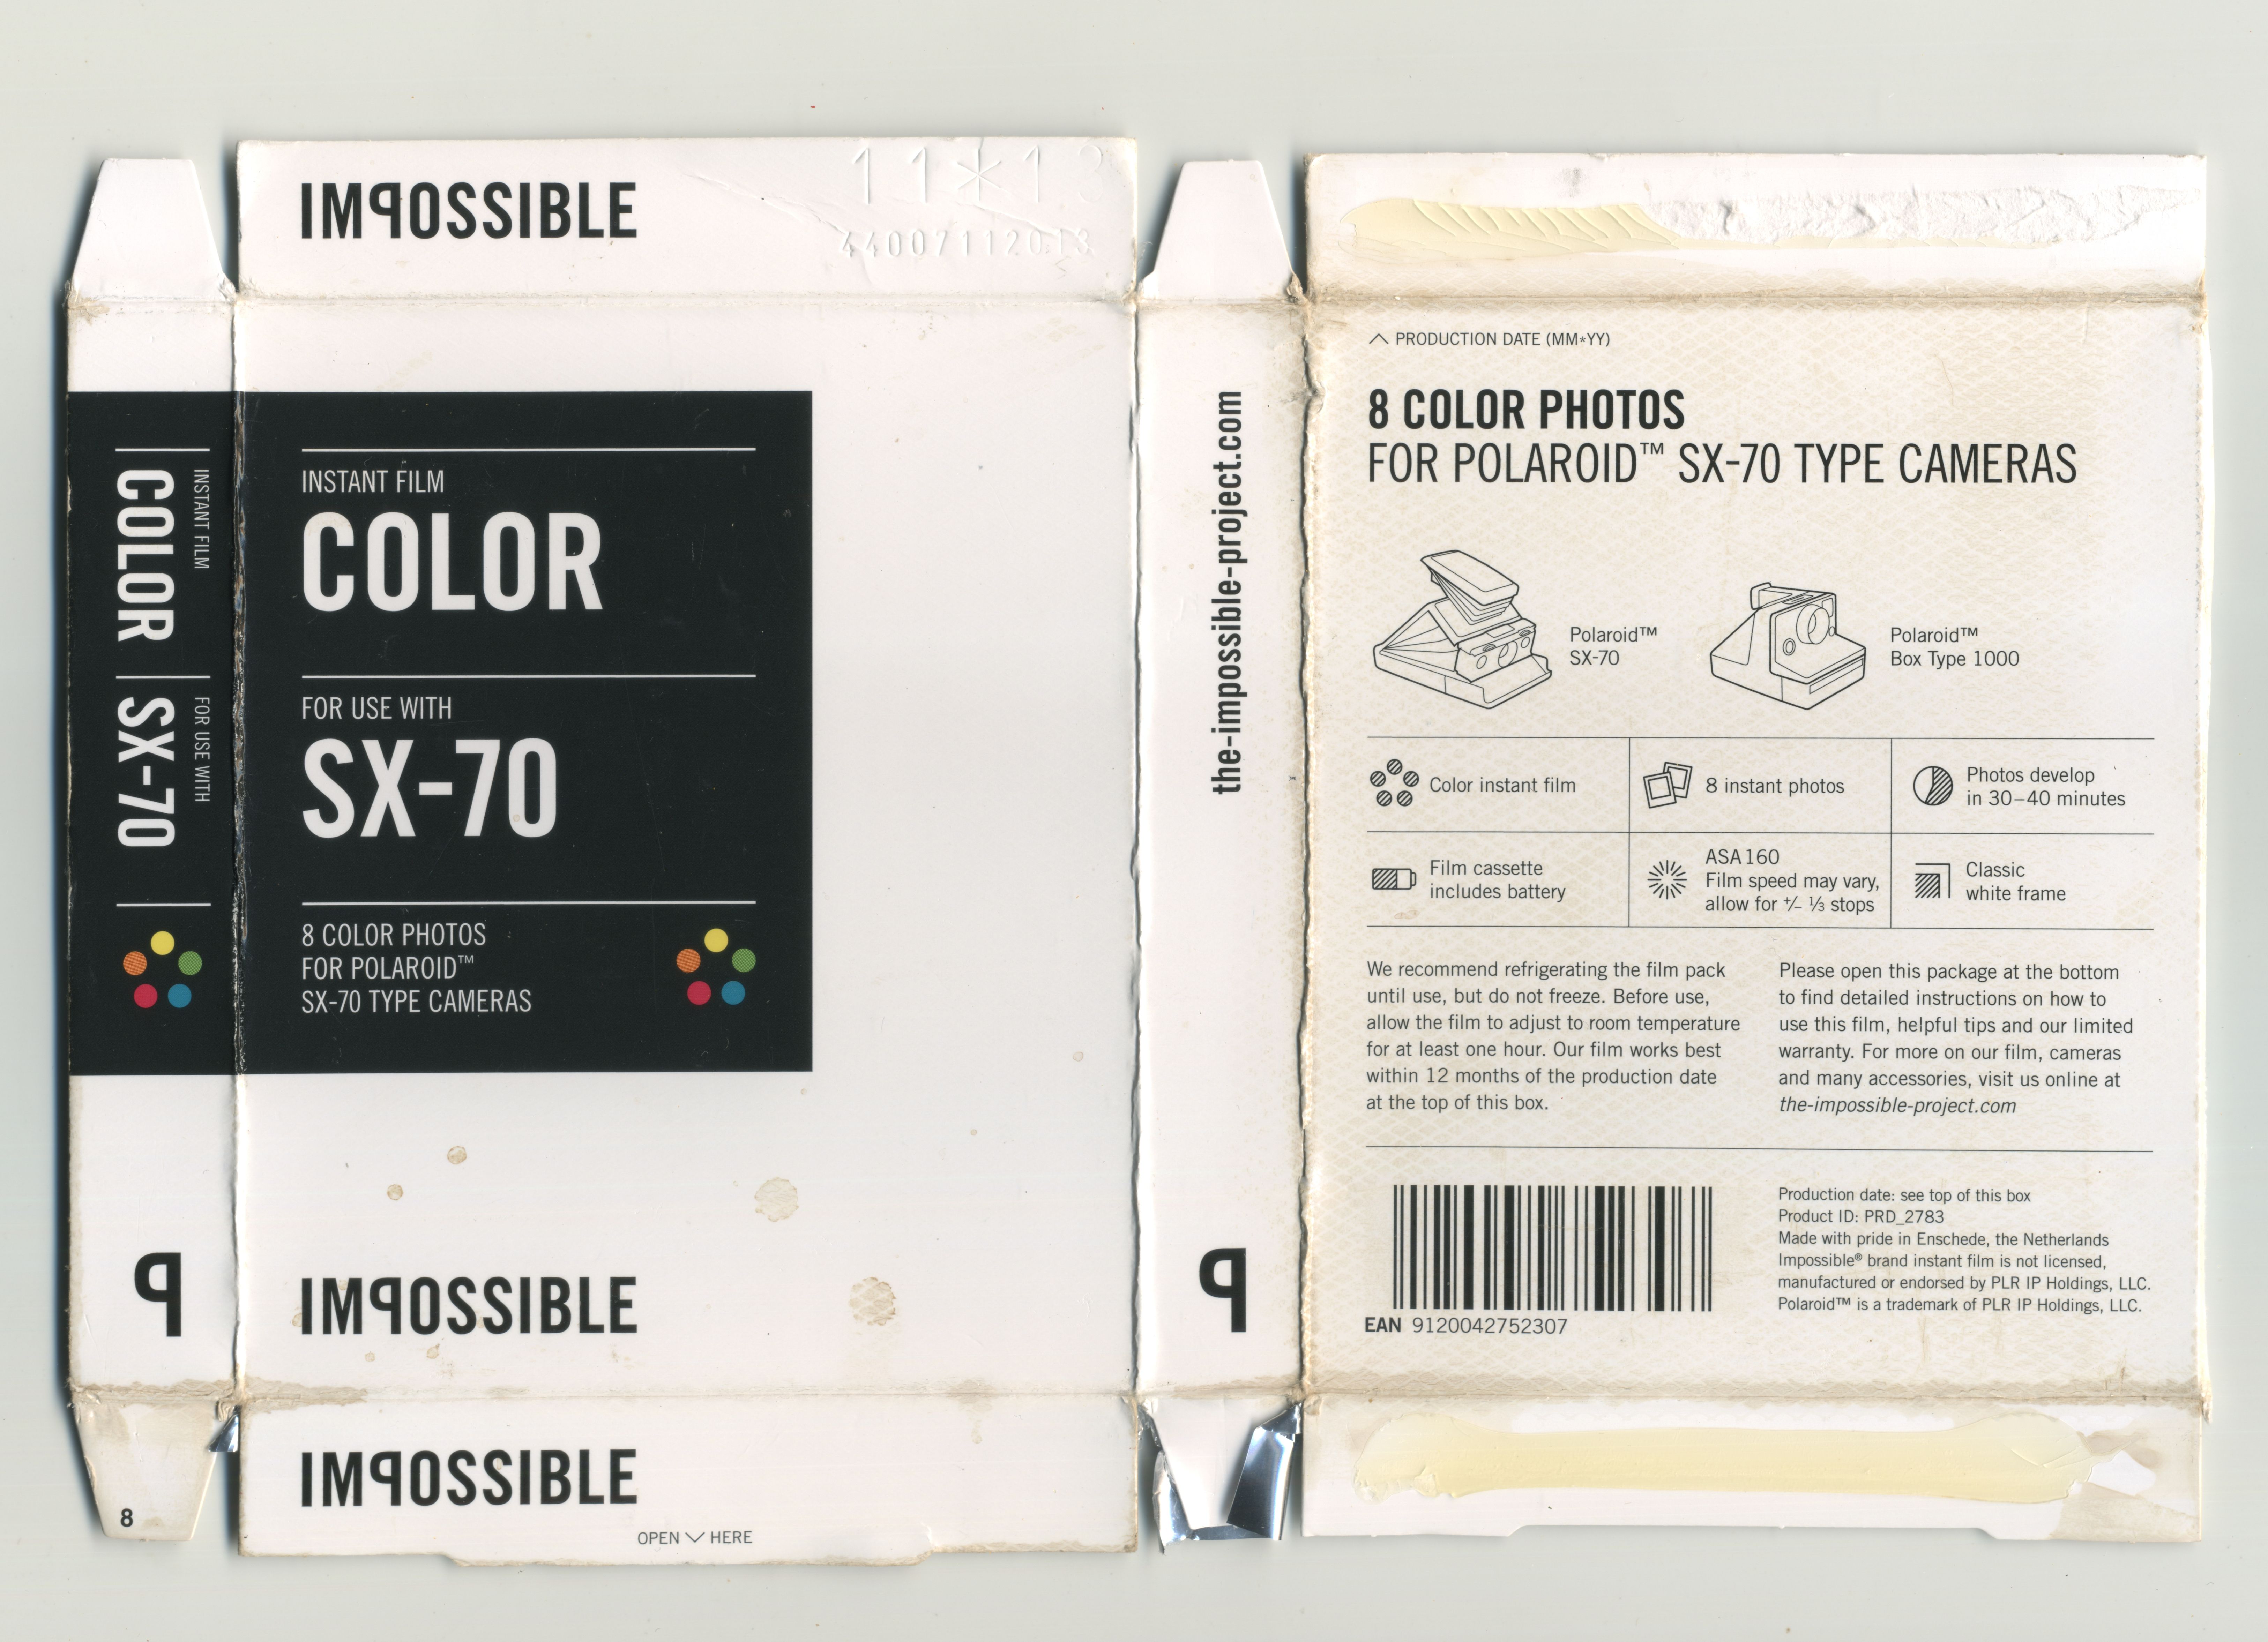 INSTANT FILM
COLOR
FOR USE WITH
SX-70
P
8
IMPOSSIBLE
11*13
440071112013
INSTANT FILM
COLOR
FOR USE WITH
SX-70
8 COLOR PHOTOS
FOR POLAROID™
SX-70 TYPE CAMERAS
IMPOSSIBLE
IMPOSSIBLE
OPEN HERE
the-impossible-project.com
P
PRODUCTION DATE (MM*YY)
8 COLOR PHOTOS
FOR POLAROID™ SX-70 TYPE CAMERAS
Polaroid™
SX-70
Polaroid™
Box Type 1000
Color instant film
8 instant photos
Photos develop
in 30–40 minutes
Film cassette
includes battery
ASA 160
Film speed may vary,
allow for +/– ⅓ stops
Classic
white frame
We recommend refrigerating the film pack
until use, but do not freeze. Before use,
allow the film to adjust to room temperature
for at least one hour. Our film works best
within 12 months of the production date
at the top of this box.
Please open this package at the bottom
to find detailed instructions on how to
use this film, helpful tips and our limited
warranty. For more on our film, cameras
and many accessories, visit us online at
the-impossible-project.com
EAN 9120042752307
Production date: see top of this box
Product ID: PRD_2783
Made with pride in Enschede, the Netherlands
Impossible® brand instant film is not licensed,
manufactured or endorsed by PLR IP Holdings, LLC.
Polaroid™ is a trademark of PLR IP Holdings, LLC.